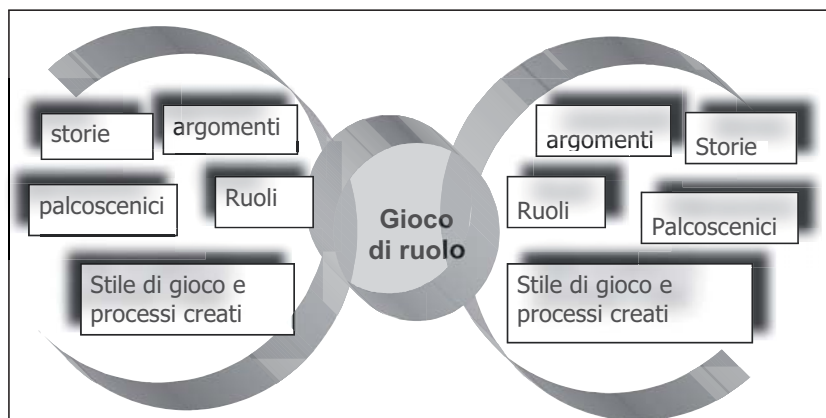 storie
argomenti
palcoscenici
Ruoli
Stile di gioco e
processi creati
Gioco
di ruolo
argomenti
Storie
Ruoli
Palcoscenici
Stile di gioco e
processi creati